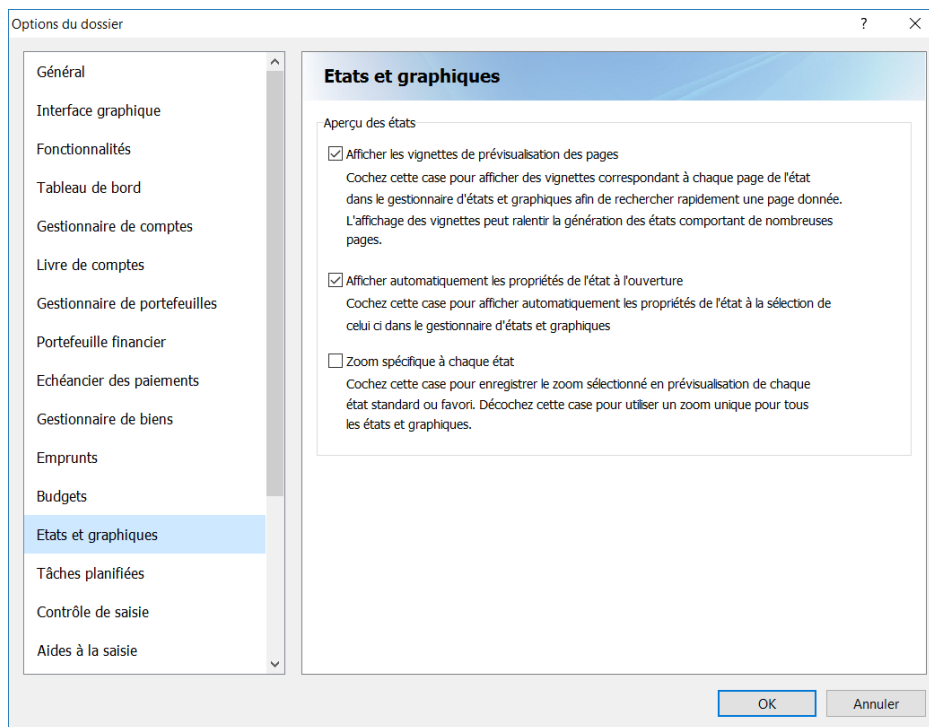 Options du dossier
?
Général
Interface graphique
Fonctionnalités
Tableau de bord
Gestionnaire de comptes
Livre de comptes
Gestionnaire de portefeuilles
Portefeuille financier
Echéancier des paiements
Gestionnaire de biens
Emprunts
Budgets
Etats et graphiques
Tâches planifiées
Contrôle de saisie
Aides à la saisie
Etats et graphiques
Aperçu des états
Afficher les vignettes de prévisualisation des pages
Cochez cette case pour afficher des vignettes correspondant à chaque page de l'état
dans le gestionnaire d'états et graphiques afin de rechercher rapidement une page donnée.
L'affichage des vignettes peut ralentir la génération des états comportant de nombreuses
pages.
Afficher automatiquement les propriétés de l'état à l'ouverture
Cochez cette case pour afficher automatiquement les propriétés de l'état à la sélection de
celui ci dans le gestionnaire d'états et graphiques
Zoom spécifique à chaque état
Cochez cette case pour enregistrer le zoom sélectionné en prévisualisation de chaque
état standard ou favori. Décochez cette case pour utiliser un zoom unique pour tous
les états et graphiques.
OK
Annuler